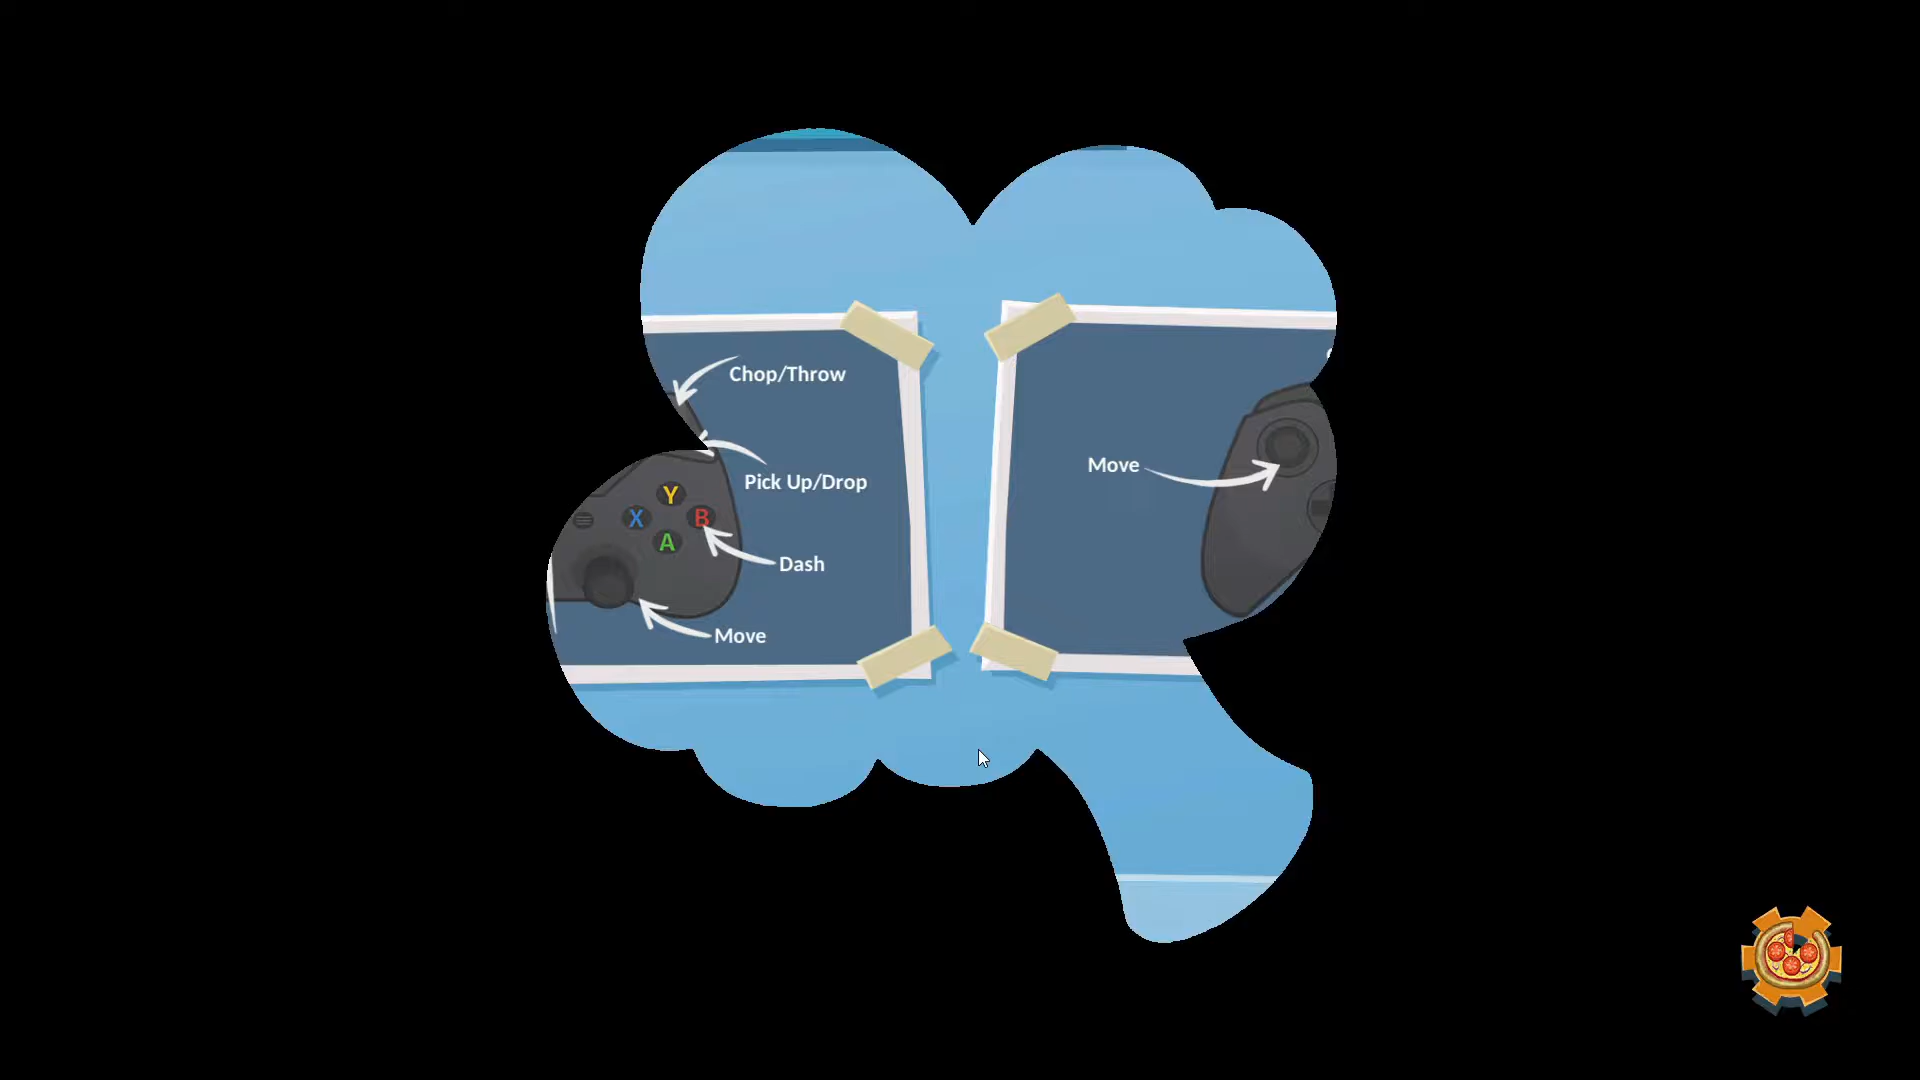 Chop/Throw
Pick Up/Drop
Y
X
B
A
Dash
Move
Move